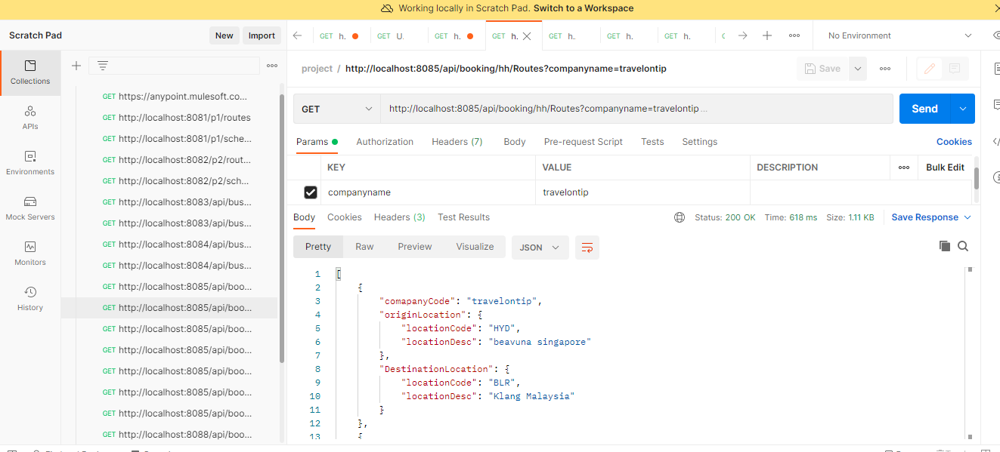 Working locally in Scratch Pad. Switch to a Workspace
Scratch Pad
New
Import
GET h.
GET U.
GET h.
GET h.
GET h.
GET h.
GET h.
No Environment
Collections
APIs
Environments
Mock Servers
Monitors
History
GET https://anypoint.mulesoft.co...
GET http://localhost:8081/p1/routes
GET http://localhost:8081/p1/sche...
GET http://localhost:8082/p2/rout...
GET http://localhost:8082/p2/sch...
GET http://localhost:8083/api/bus...
GET http://localhost:8083/api/bus...
GET http://localhost:8084/api/bus...
GET http://localhost:8084/api/bus...
GET http://localhost:8085/api/boo...
GET http://localhost:8085/api/boo...
GET http://localhost:8085/api/boo...
GET http://localhost:8085/api/boo...
GET http://localhost:8085/api/boo...
GET http://localhost:8085/api/boo...
GET http://localhost:8085/api/boo...
GET http://localhost:8088/api/boo...
project / http://localhost:8085/api/booking/hh/Routes?companyname=travelontip
Save
GET
http://localhost:8085/api/booking/hh/Routes?companyname=travelontip...
Send
Params Authorization Headers (7) Body Pre-request Script Tests Settings
Cookies
KEY VALUE DESCRIPTION
Bulk Edit
companyname travelontip
Body Cookies Headers (3) Test Results
Status: 200 OK Time: 618 ms Size: 1.11 KB
Save Response
Pretty Raw Preview Visualize JSON
1 [
2 {
3 "comapanyCode": "travelontip",
4 "originLocation": {
5 "locationCode": "HYD",
6 "locationDesc": "beavuna singapore"
7 },
8 "DestinationLocation": {
9 "locationCode": "BLR",
10 "locationDesc": "Klang Malaysia"
11 }
12 },
13 {